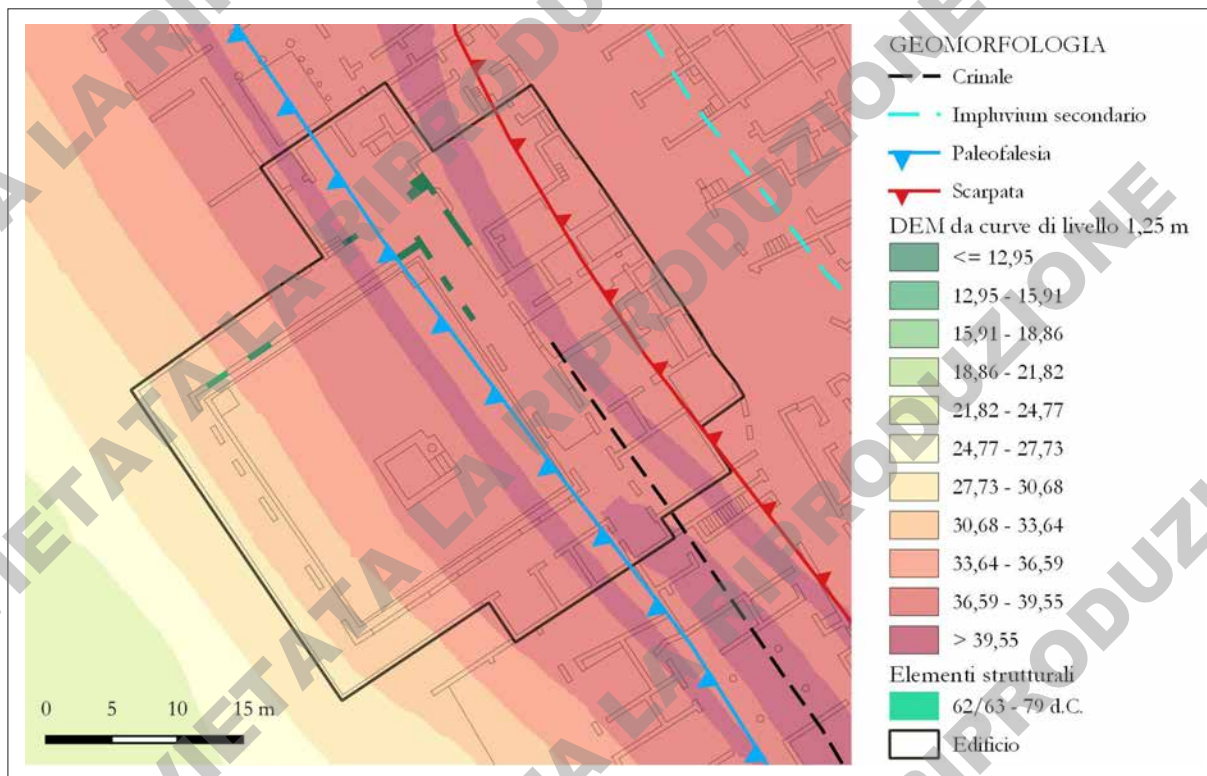 GEOMORFOLOGIA
Crinale
Impluvium secondario
Paleofalesia
Scarpata
DEM da curve di livello 1,25 m
<= 12,95
12,95 - 15,91
15,91 - 18,86
18,86 - 21,82
21,82 - 24,77
24,77 - 27,73
27,73 - 30,68
30,68 - 33,64
33,64 - 36,59
36,59 - 39,55
> 39,55
Elementi strutturali
62/63 - 79 d.C.
Edificio
0 5 10 15 m
VIETATA LA RIPRODUZIONE
VIETATA LA RIPRODUZIONE